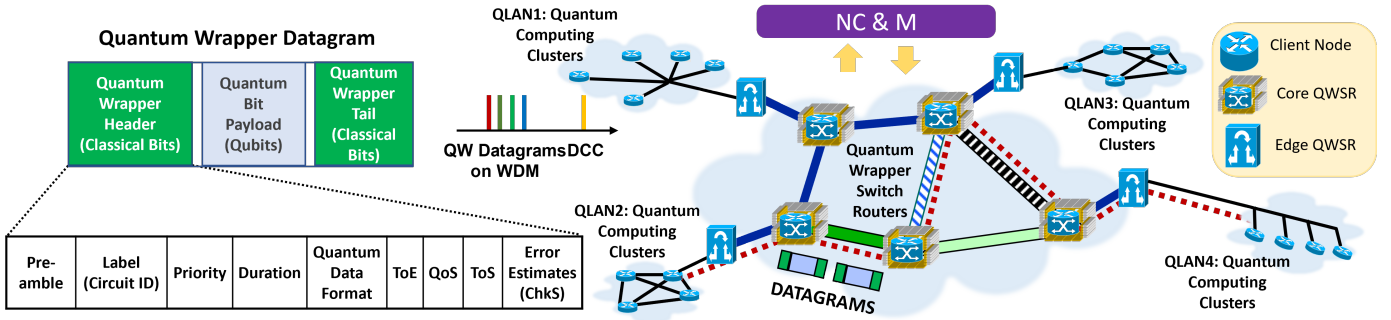 Quantum Wrapper Datagram
Quantum
Wrapper
Header
(Classical Bits)
Quantum
Bit
Payload
(Qubits)
Quantum
Wrapper
Tail
(Classical
Bits)
Pre-
amble
Label
(Circuit ID)
Priority
Duration
Quantum
Data
Format
ToE
QoS
ToS
Error
Estimates
(ChkS)
QW Datagrams
on WDM
DCC
QLAN1: Quantum
Computing
Clusters
NC & M
QLAN2: Quantum
Computing
Clusters
Quantum
Wrapper
Switch
Routers
DATAGRAMS
QLAN3: Quantum
Computing
Clusters
QLAN4: Quantum
Computing
Clusters
Client Node
Core QWSR
Edge QWSR